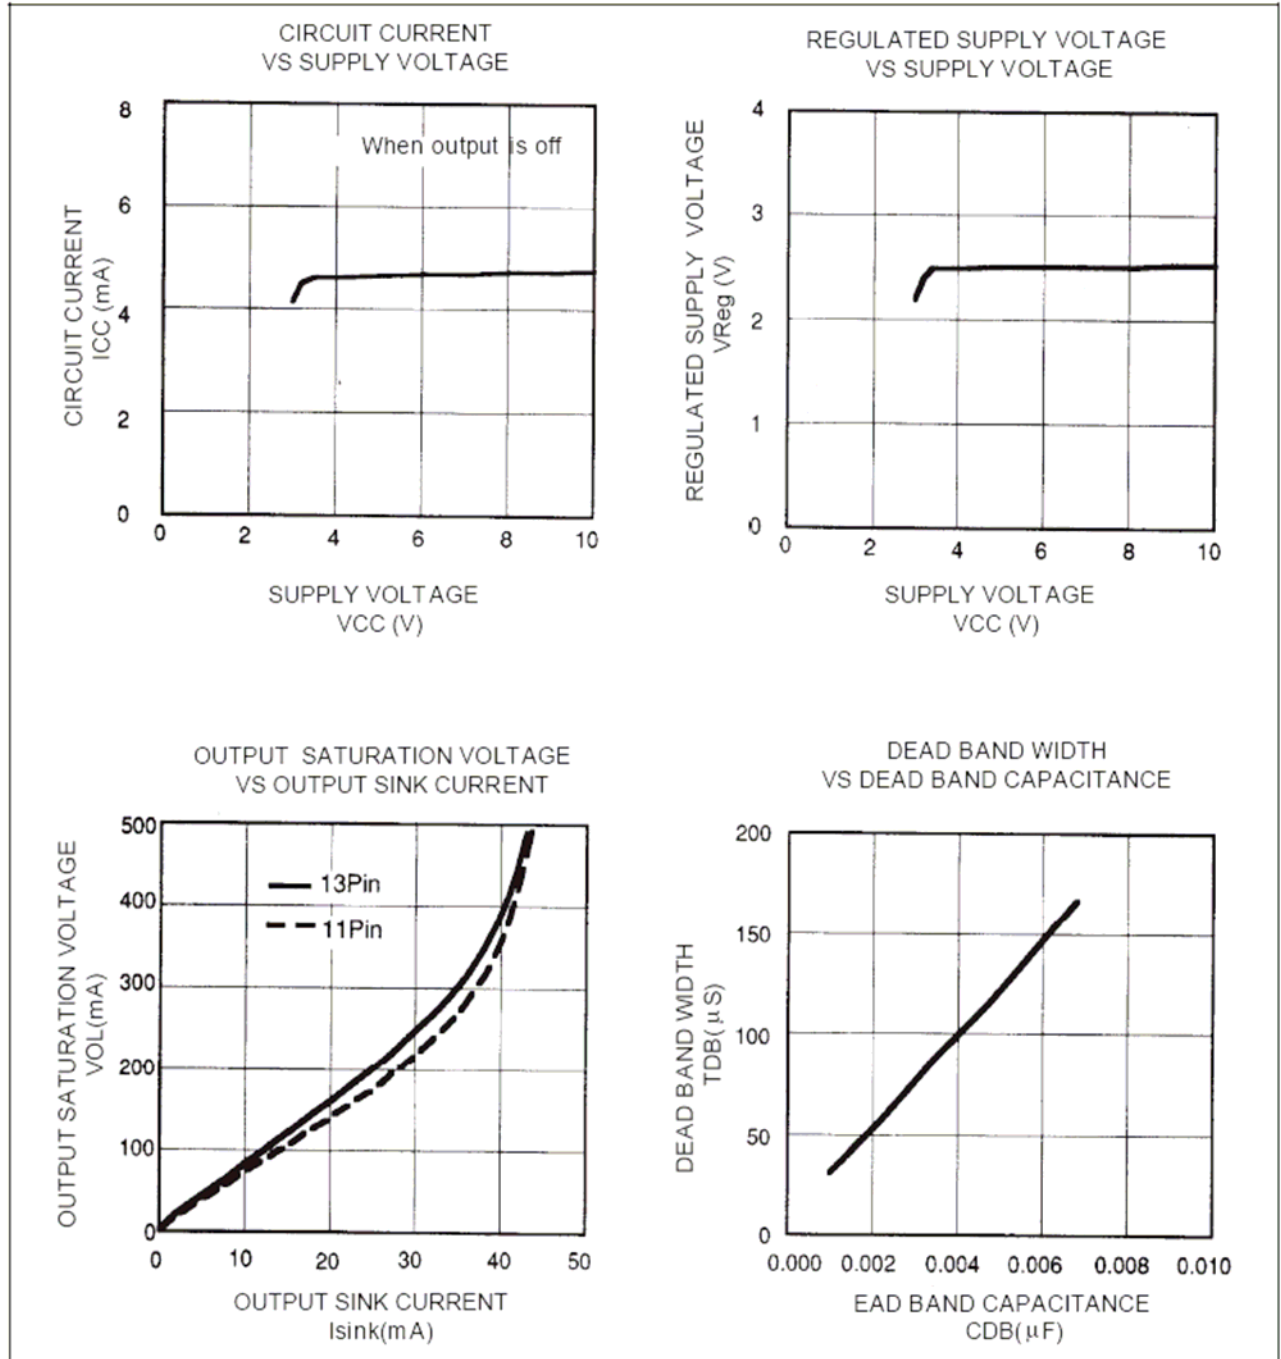 CIRCUIT CURRENT
VS SUPPLY VOLTAGE
8
6
4
2
0
CIRCUIT CURRENT
ICC (mA)
When output is off
0 2 4 6 8 10
SUPPLY VOLTAGE
VCC (V)
REGULATED SUPPLY VOLTAGE
VS SUPPLY VOLTAGE
4
3
2
1
0
REGULATED SUPPLY VOLTAGE
VReg (V)
0 2 4 6 8 10
SUPPLY VOLTAGE
VCC (V)
OUTPUT SATURATION VOLTAGE
VS OUTPUT SINK CURRENT
500
400
300
200
100
0
OUTPUT SATURATION VOLTAGE
VOL(mA)
13Pin
11Pin
0 10 20 30 40 50
OUTPUT SINK CURRENT
Isink(mA)
DEAD BAND WIDTH
VS DEAD BAND CAPACITANCE
200
150
100
50
0
DEAD BAND WIDTH
TDB(μS)
0.000 0.002 0.004 0.006 0.008 0.010
EAD BAND CAPACITANCE
CDB(μF)